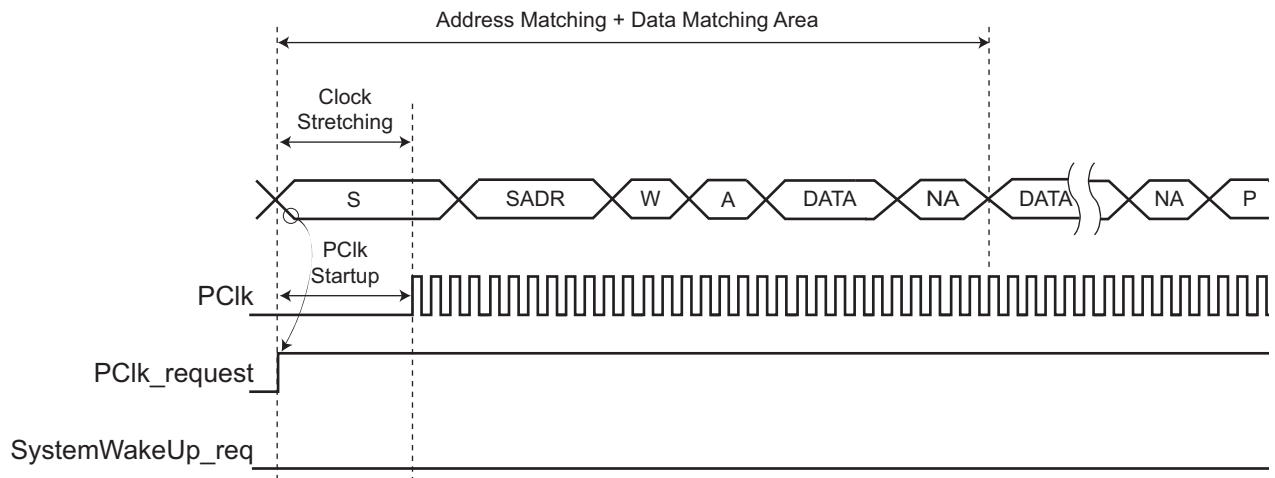 Address Matching + Data Matching Area
Clock
Stretching
S
SADR
W
A
DATA
NA
DATA
NA
P
PClk
Startup
PClk
PClk_request
SystemWakeUp_req